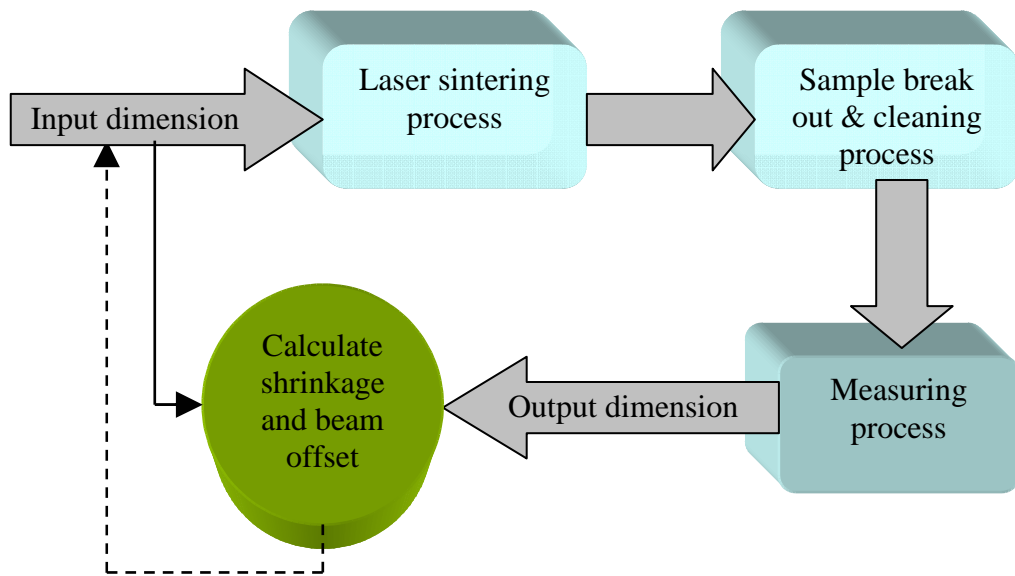 Input dimension
Laser sintering
process
Sample break
out & cleaning
process
Measuring
process
Output dimension
Calculate
shrinkage
and beam
offset